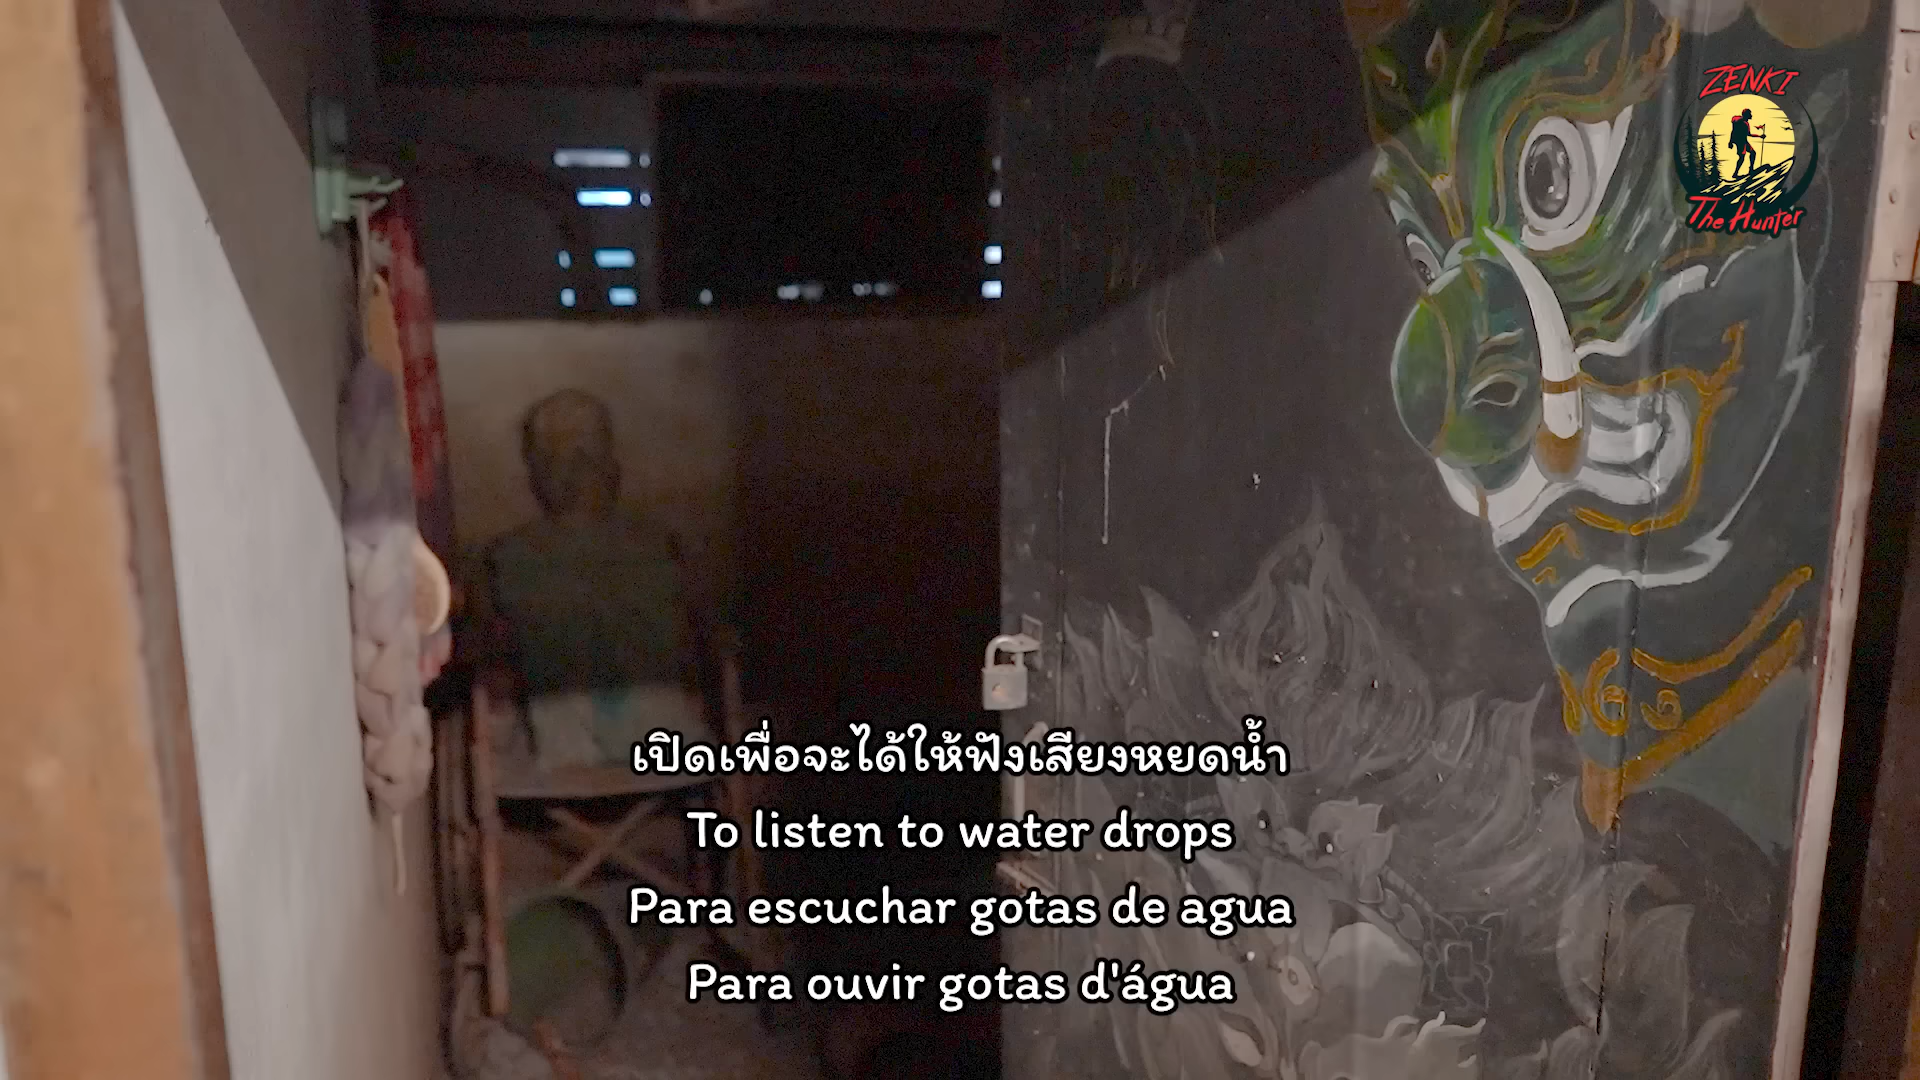 ZENKI
The Hunter
เปิดเพื่อจะได้ให้ฟังเสียงหยดน้ำ
To listen to water drops
Para escuchar gotas de agua
Para ouvir gotas d'água